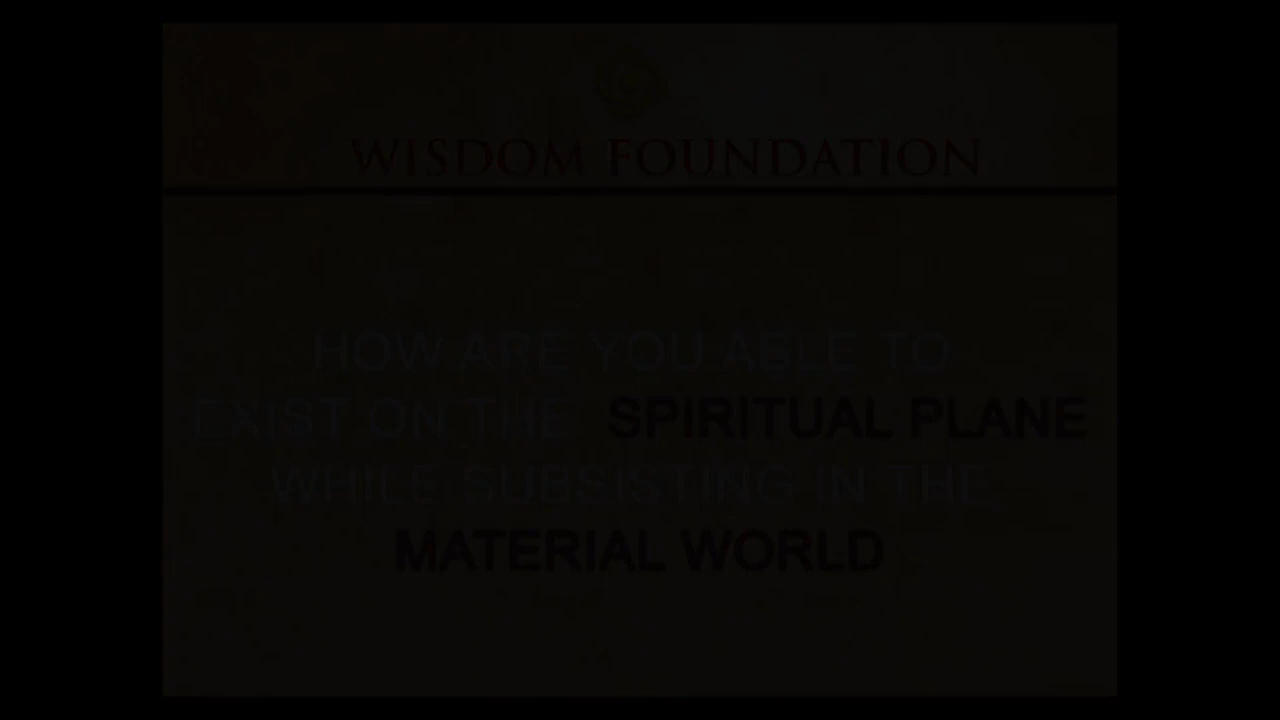 WISDOM FOUNDATION
HOW ARE YOU ABLE TO
EXIST ON THE SPIRITUAL PLANE
WHILE SUBSISTING IN THE
MATERIAL WORLD